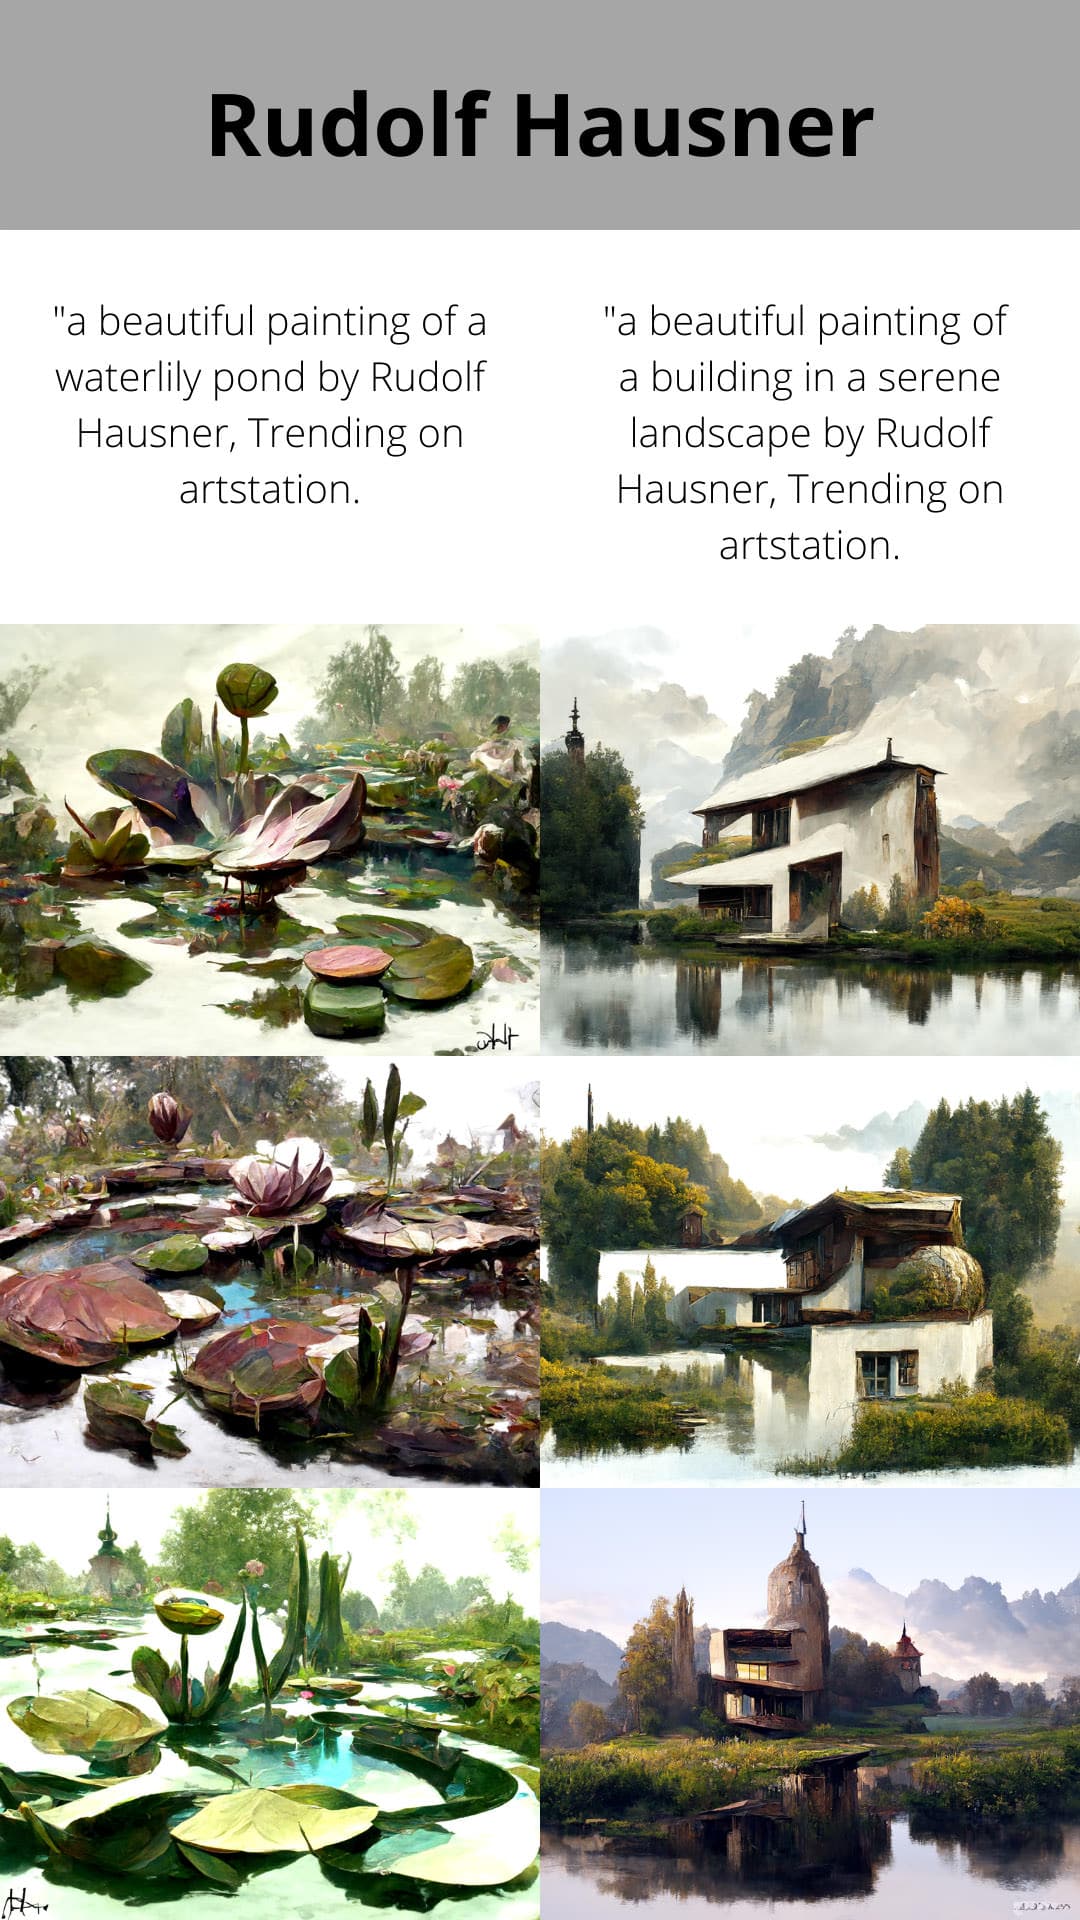 Rudolf Hausner
"a beautiful painting of a
waterlily pond by Rudolf
Hausner, Trending on
artstation.
"a beautiful painting of
a building in a serene
landscape by Rudolf
Hausner, Trending on
artstation.